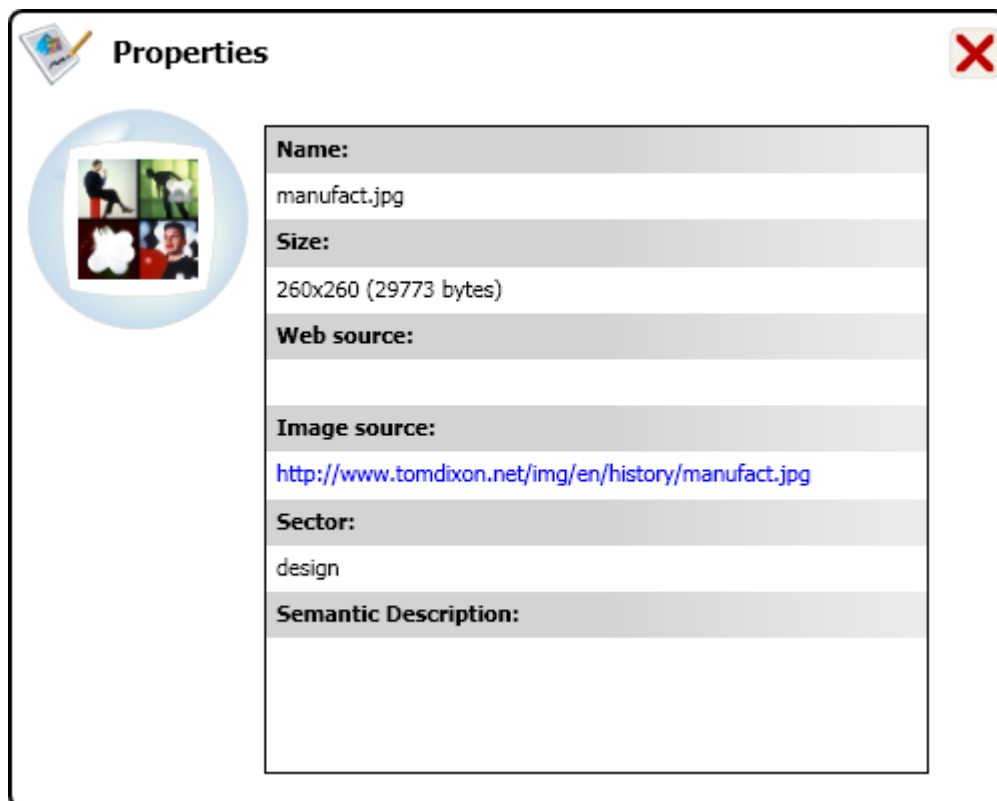 Properties
Name:
manufact.jpg
Size:
260x260 (29773 bytes)
Web source:
Image source:
http://www.tomdixon.net/img/en/history/manufact.jpg
Sector:
design
Semantic Description: